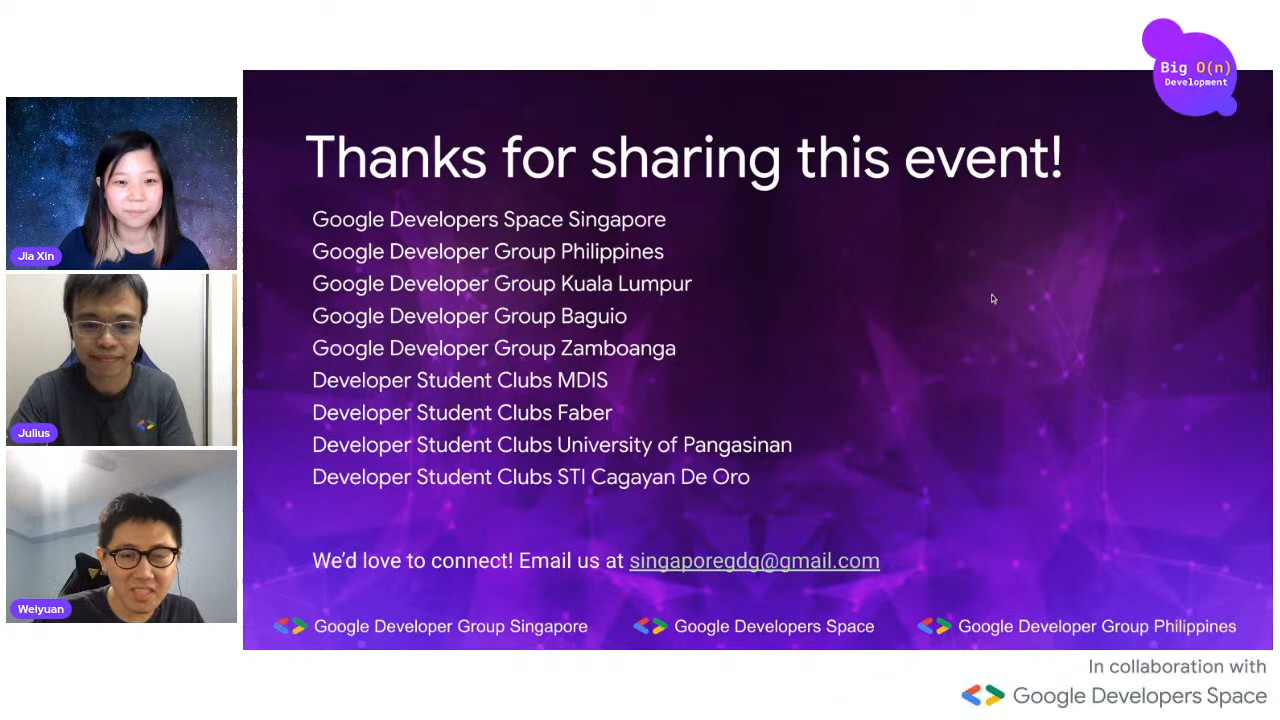 Big O(n)
Development
Jia Xin
Julius
Weiyuan
Thanks for sharing this event!
Google Developers Space Singapore
Google Developer Group Philippines
Google Developer Group Kuala Lumpur
Google Developer Group Baguio
Google Developer Group Zamboanga
Developer Student Clubs MDIS
Developer Student Clubs Faber
Developer Student Clubs University of Pangasinan
Developer Student Clubs STI Cagayan De Oro
We'd love to connect! Email us at singaporegdg@gmail.com
Google Developer Group Singapore
Google Developers Space
Google Developer Group Philippines
In collaboration with
Google Developers Space